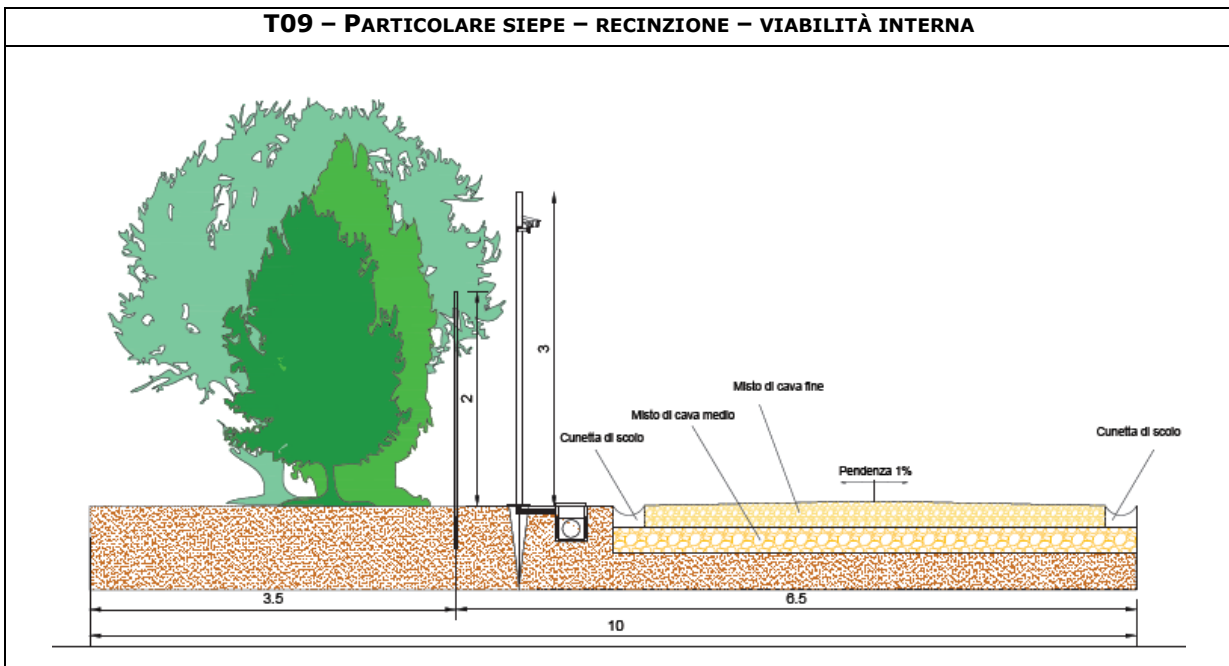 T09 – PARTICOLARE SIEPE – RECINZIONE – VIABILITÀ INTERNA
3
2
Misto di cava fine
Misto di cava medio
Cunetta di scolo
Cunetta di scolo
Pendenza 1%
3.5
6.5
10